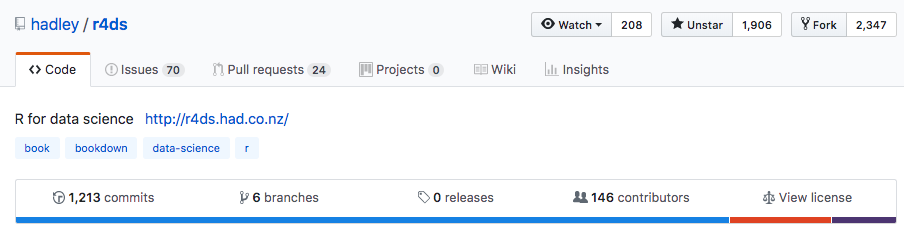 hadley / r4ds Watch 208 Unstar 1,906 Fork 2,347
Code Issues 70 Pull requests 24 Projects 0 Wiki Insights
R for data science http://r4ds.had.co.nz/
book bookdown data-science r
1,213 commits 6 branches 0 releases 146 contributors View license